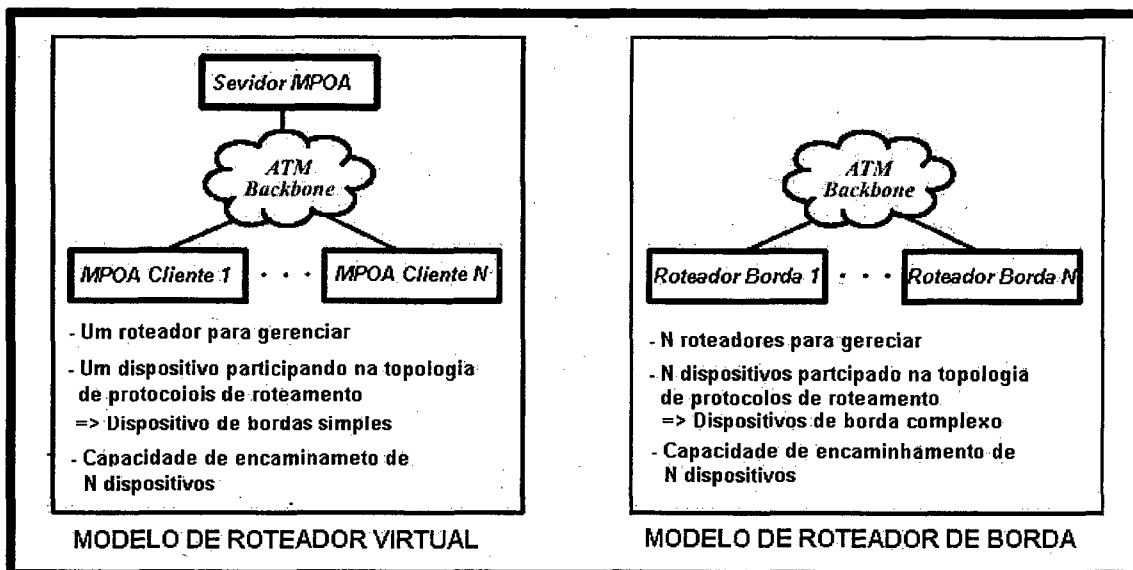 Sevidor MPOA
ATM
Backbone
MPOA Cliente 1 . . . MPOA Cliente N
- Um roteador para gerenciar
- Um dispositivo participando na topologia
de protocolois de roteamento
=> Dispositivo de bordas simples
- Capacidade de encaminameto de
N dispositivos
MODELO DE ROTEADOR VIRTUAL
ATM
Backbone
Roteador Borda 1 . . . Roteador Borda N
- N roteadores para gereciar
- N dispositivos partcipado na topologia
de protocolos de roteamento
=> Dispositivos de borda complexo
- Capacidade de encaminhamento de
N dispositivos
MODELO DE ROTEADOR DE BORDA